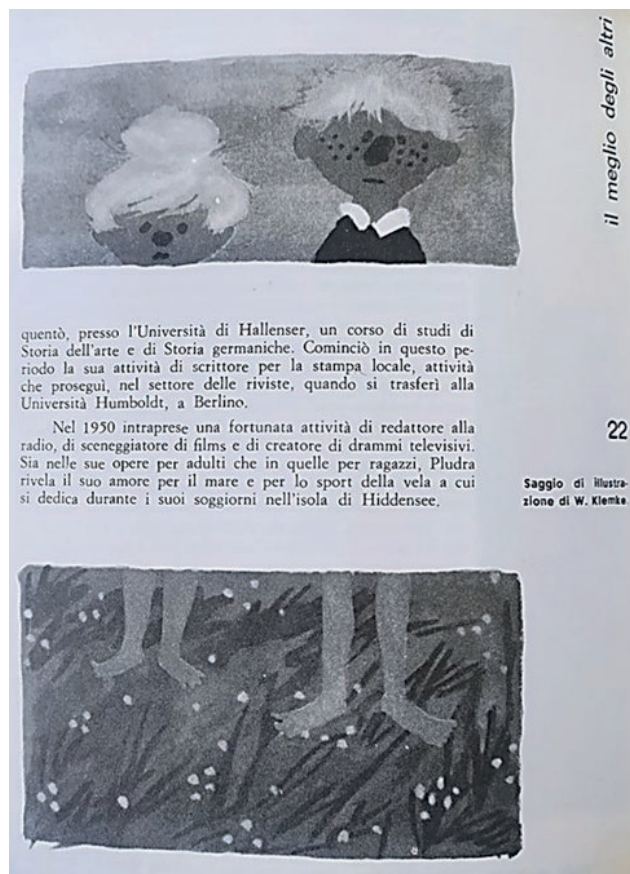 il meglio degli altri
quentò, presso l'Università di Hallenser, un corso di studi di
Storia dell'arte e di Storia germaniche. Cominciò in questo pe-
riodo la sua attività di scrittore per la stampa locale, attività
che proseguì, nel settore delle riviste, quando si trasferì alla
Università Humboldt, a Berlino.
Nel 1950 intraprese una fortunata attività di redattore alla
radio, di sceneggiatore di films e di creatore di drammi televisivi.
Sia nelle sue opere per adulti che in quelle per ragazzi, Pludra
rivela il suo amore per il mare e per lo sport della vela a cui
si dedica durante i suoi soggiorni nell'isola di Hiddensee.
22
Saggio di illustra-
zione di W. Klemke.